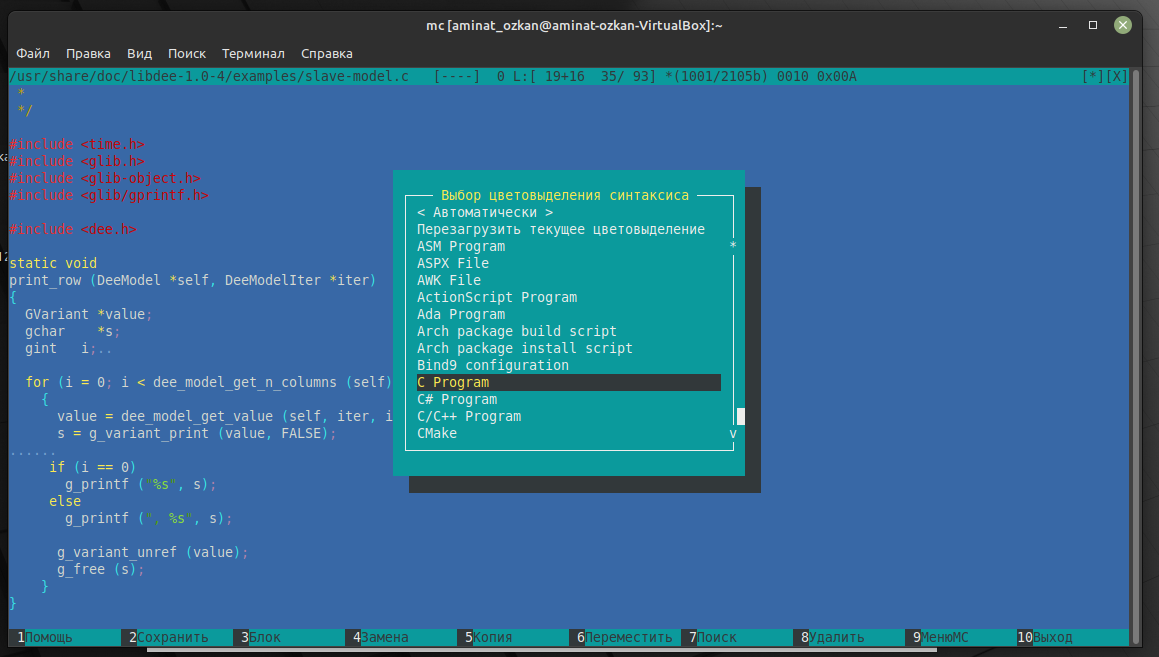 mc [aminat_ozkan@aminat-ozkan-VirtualBox]:~
Файл Правка Вид Поиск Терминал Справка
/usr/share/doc/libdee-1.0-4/examples/slave-model.c [----] 0 L:[ 19+16 35/ 93] *(1001/2105b) 0010 0x00A [*][X]
*
*/
#include <time.h>
#include <glib.h>
#include <glib-object.h>
#include <glib/gprintf.h>
#include <dee.h>
static void
print_row (DeeModel *self, DeeModelIter *iter)
{
GVariant *value;
gchar *s;
gint i;..
for (i = 0; i < dee_model_get_n_columns (self)
{
value = dee_model_get_value (self, iter, i
s = g_variant_print (value, FALSE);
......
if (i == 0)
g_printf ("%s", s);
else
g_printf (", %s", s);
g_variant_unref (value);
g_free (s);
}
}
Выбор цветовыделения синтаксиса
< Автоматически >
Перезагрузить текущее цветовыделение
ASM Program *
ASPX File
AWK File
ActionScript Program
Ada Program
Arch package build script
Arch package install script
Bind9 configuration
C Program
C# Program
C/C++ Program
CMake v
1Помощь 2Сохранить 3Блок 4Замена 5Копия 6Переместить 7Поиск 8Удалить 9МенюМС 10Выход